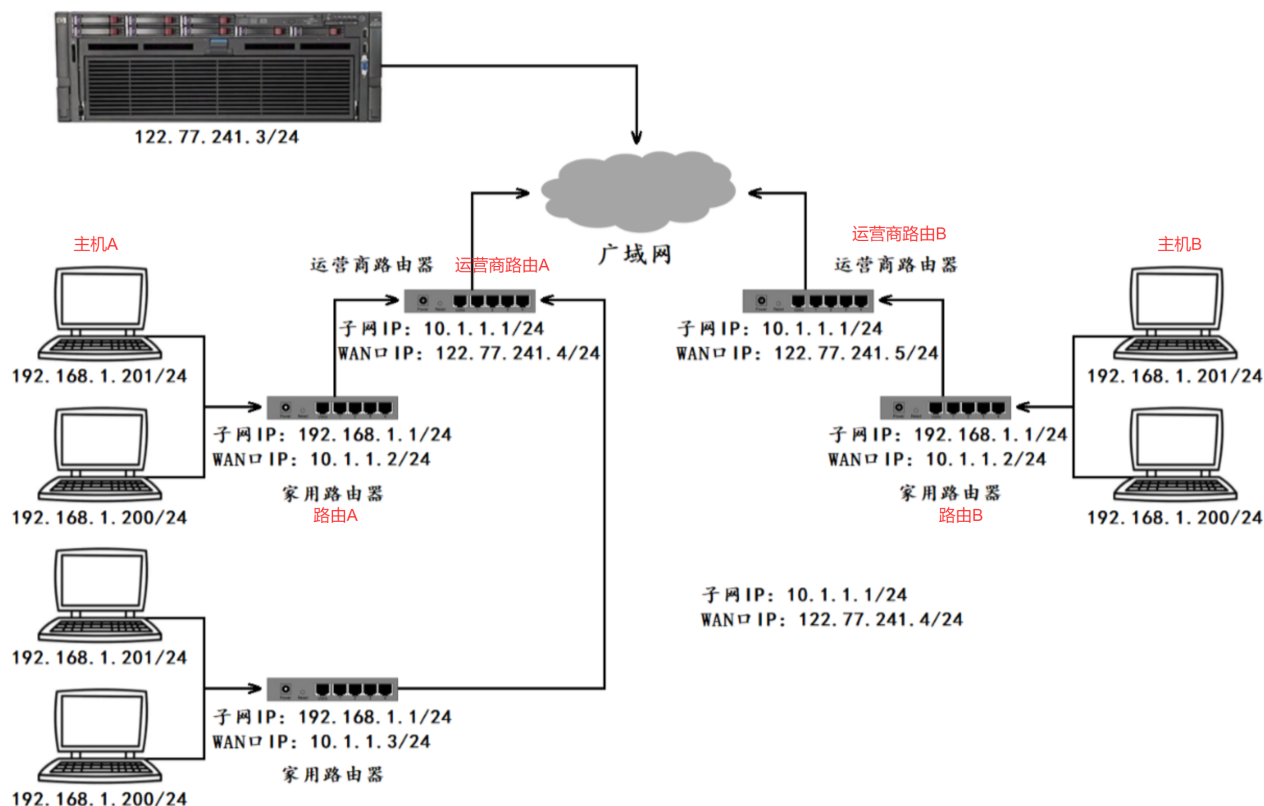 122.77.241.3/24
广域网
主机A
运营商路由器
运营商路由A
子网IP: 10.1.1.1/24
WAN口IP: 122.77.241.4/24
运营商路由B
运营商路由器
子网IP: 10.1.1.1/24
WAN口IP: 122.77.241.5/24
主机B
192.168.1.201/24
192.168.1.200/24
子网IP: 192.168.1.1/24
WAN口IP: 10.1.1.2/24
家用路由器
路由A
子网IP: 192.168.1.1/24
WAN口IP: 10.1.1.2/24
家用路由器
路由B
192.168.1.201/24
192.168.1.200/24
子网IP: 10.1.1.1/24
WAN口IP: 122.77.241.4/24
192.168.1.201/24
192.168.1.200/24
子网IP: 192.168.1.1/24
WAN口IP: 10.1.1.3/24
家用路由器